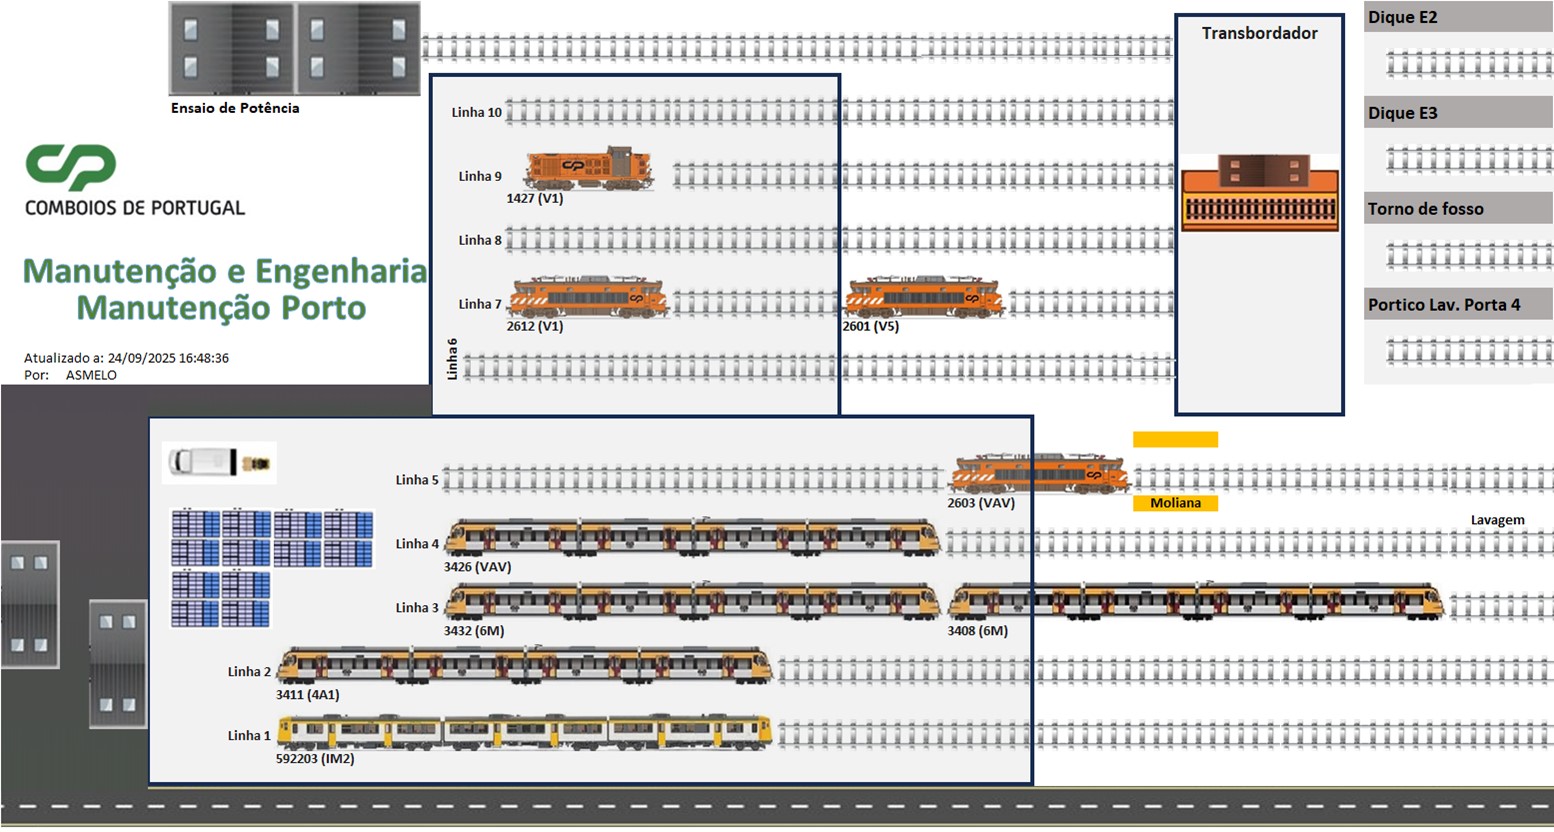 Ensaio de Potência
CP
COMBOIOS DE PORTUGAL
Manutenção e Engenharia
Manutenção Porto
Atualizado a: 24/09/2025 16:48:36
Por: ASMELO
Transbordador
Dique E2
Dique E3
Torno de fosso
Portico Lav. Porta 4
Linha 10
Linha 9
1427 (V1)
Linha 8
Linha 7
2612 (V1)
2601 (V5)
Linha 6
Linha 5
2603 (VAV)
Moliana
Lavagem
Linha 4
3426 (VAV)
Linha 3
3432 (6M)
3408 (6M)
Linha 2
3411 (4A1)
Linha 1
592203 (IM2)